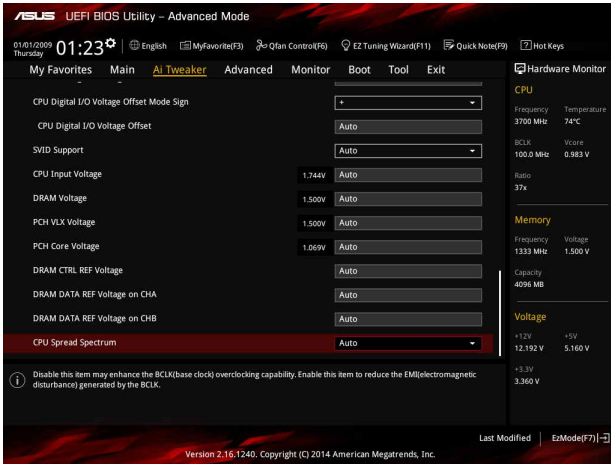 ASUS UEFI BIOS Utility – Advanced Mode
01/01/2009 Thursday 01:23 English MyFavorite(F3) Qfan Control(F6) EZ Tuning Wizard(F11) Quick Note(F9) ? Hot Keys
My Favorites Main Ai Tweaker Advanced Monitor Boot Tool Exit
CPU Digital I/O Voltage Offset Mode Sign +
CPU Digital I/O Voltage Offset Auto
SVID Support Auto
CPU Input Voltage 1.744V Auto
DRAM Voltage 1.500V Auto
PCH VLX Voltage 1.500V Auto
PCH Core Voltage 1.069V Auto
DRAM CTRL REF Voltage Auto
DRAM DATA REF Voltage on CHA Auto
DRAM DATA REF Voltage on CHB Auto
CPU Spread Spectrum Auto
Disable this item may enhance the BCLK(base clock) overclocking capability. Enable this item to reduce the EMI(electromagnetic
disturbance) generated by the BCLK.
Hardware Monitor
CPU
Frequency Temperature
3700 MHz 74°C
BCLK Vcore
100.0 MHz 0.983 V
Ratio
37x
Memory
Frequency Voltage
1333 MHz 1.500 V
Capacity
4096 MB
Voltage
+12V +5V
12.192 V 5.160 V
+3.3V
3.360 V
Last Modified EzMode(F7)
Version 2.16.1240. Copyright (C) 2014 American Megatrends, Inc.